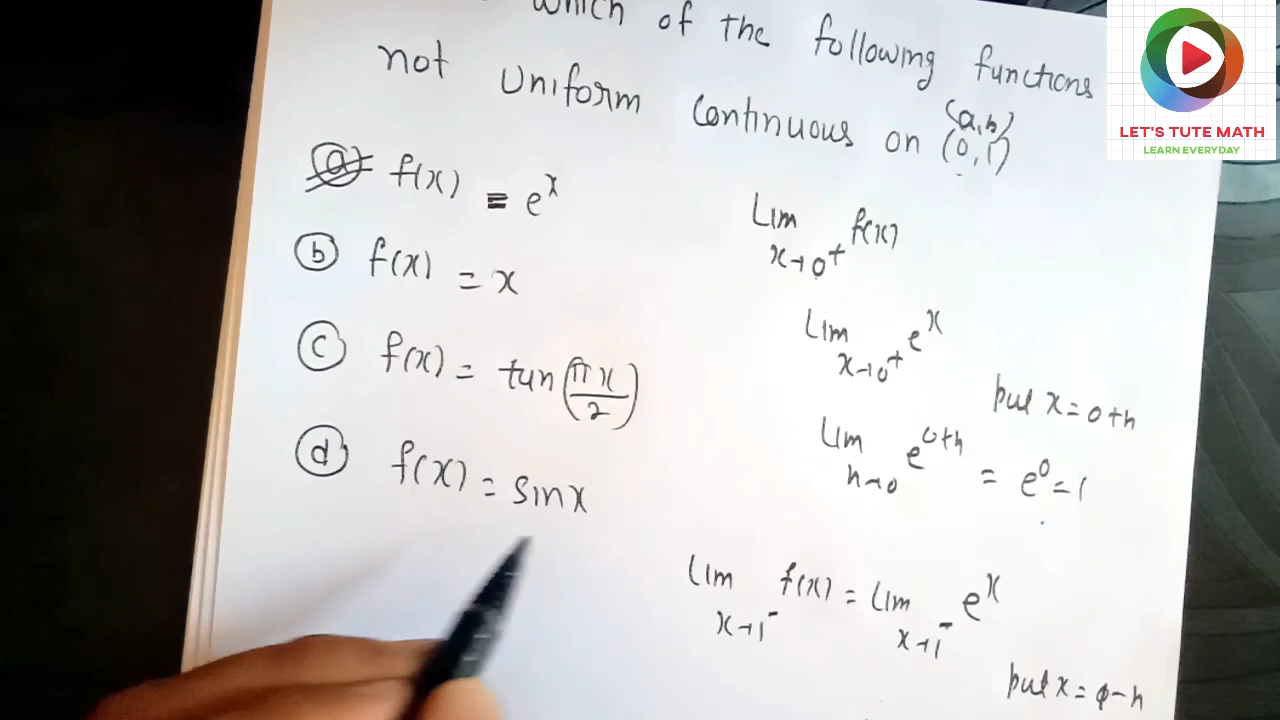 which of the following functions
not uniform continuous on (0,1)
(a,b)
(a) f(x) = e^x
(b) f(x) = x
(c) f(x) = tan(πx/2)
(d) f(x) = sinx
Lim x→0+ f(x)
Lim x→0+ e^x
put x = 0+h
Lim h→0 e^0+h = e^0 = 1
Lim x→1- f(x) = Lim x→1- e^x
put x = 1-h
LET'S TUTE MATH
LEARN EVERYDAY